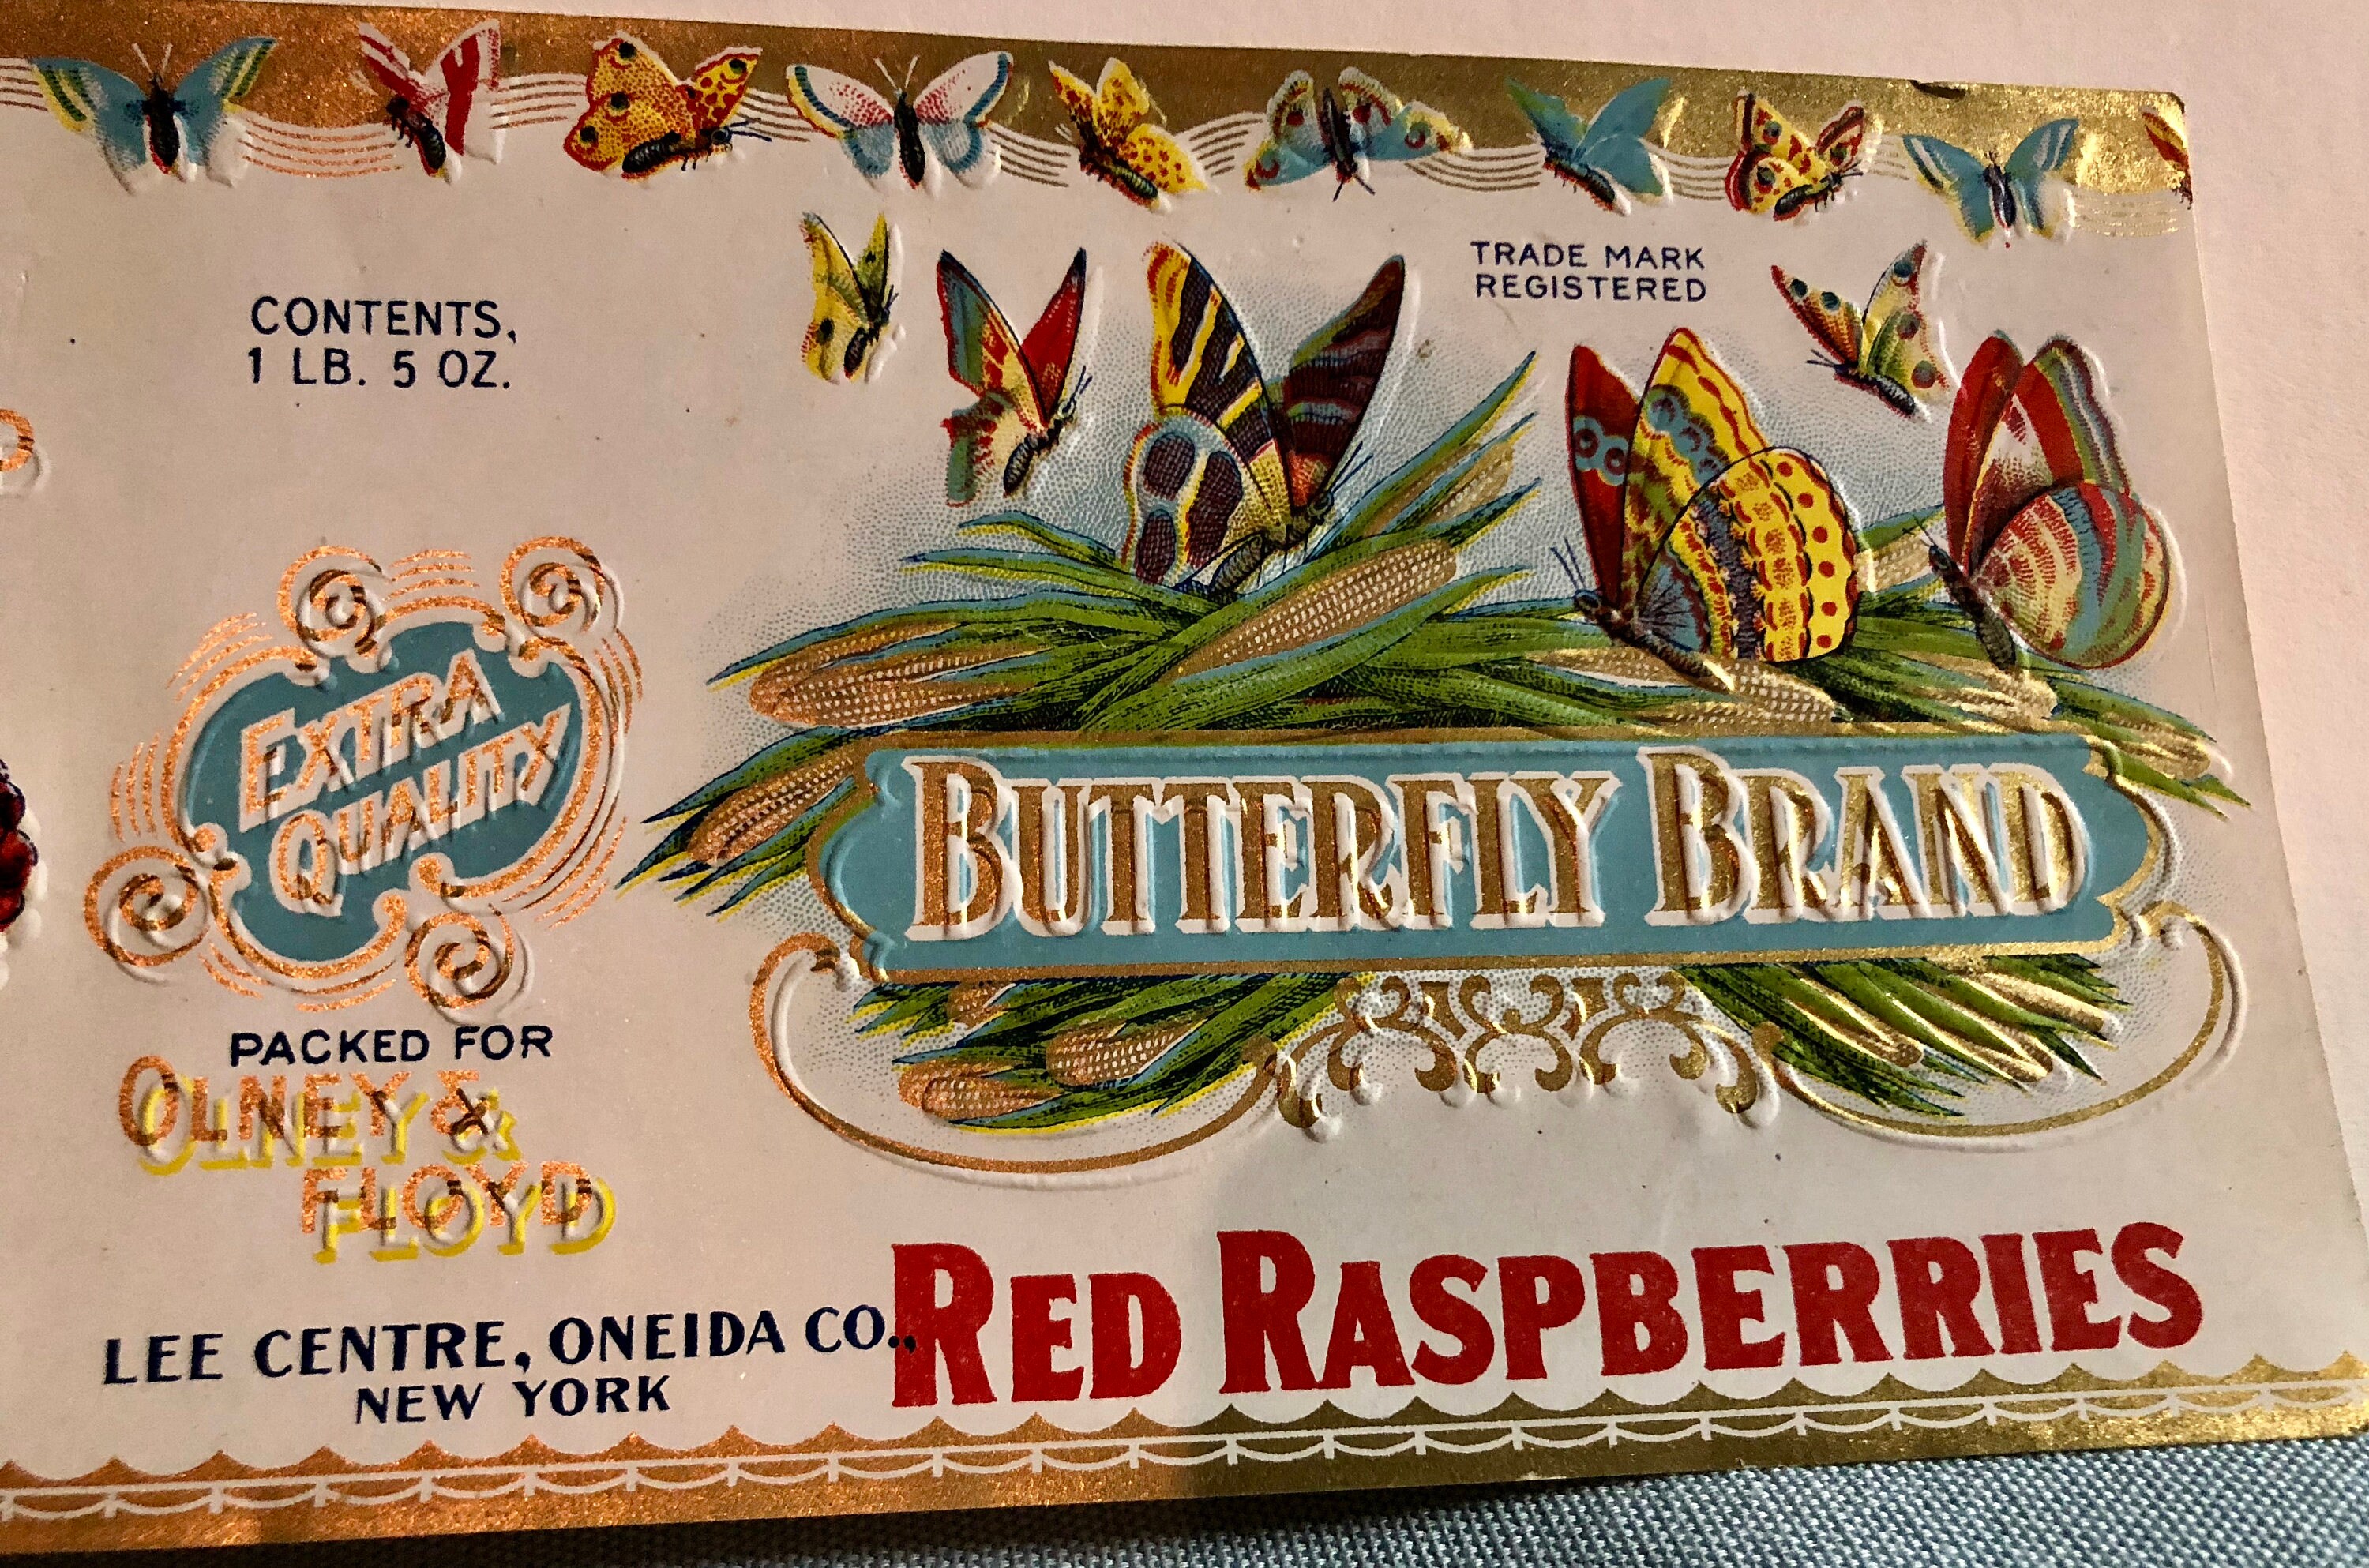 CONTENTS,
1 LB. 5 OZ.
EXTRA
QUALITY
PACKED FOR
OLNEY &
FLOYD
LEE CENTRE, ONEIDA CO.,
NEW YORK
TRADE MARK
REGISTERED
BUTTERFLY BRAND
RED RASPBERRIES